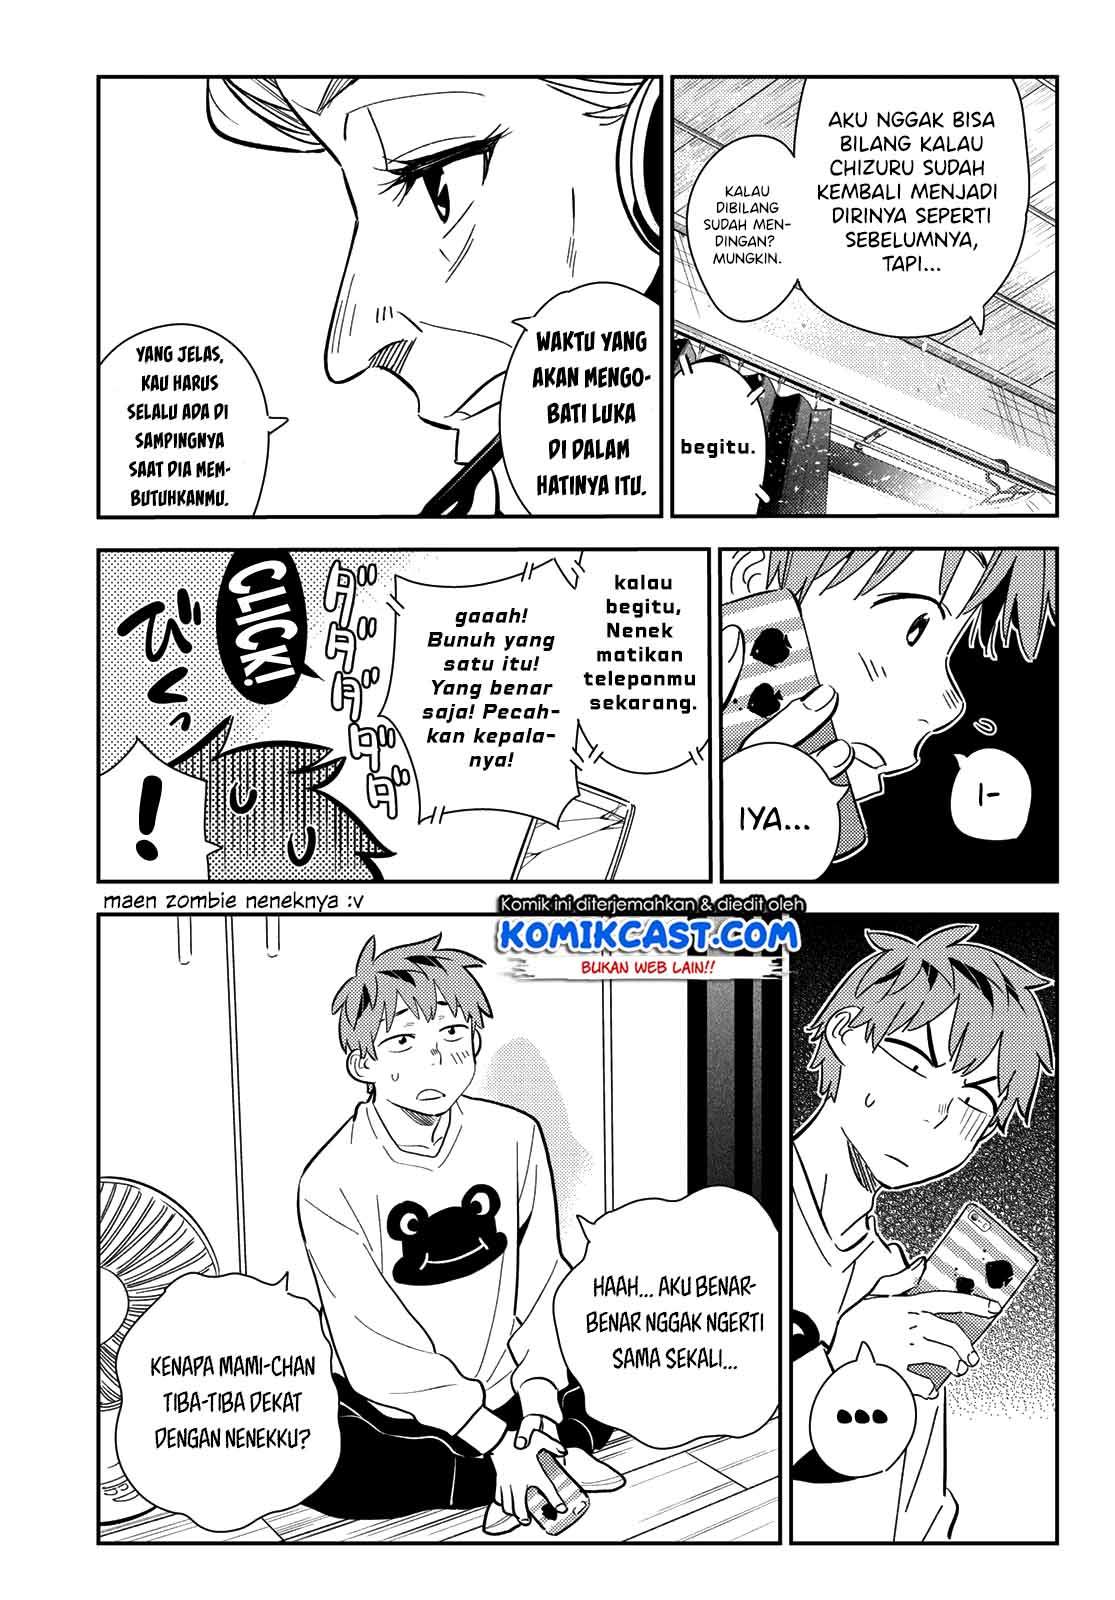 AKU NGGAK BISA
BILANG KALAU
CHIZURU SUDAH
KEMBALI MENJADI
DIRINYA SEPERTI
SEBELUMNYA,
TAPI...
KALAU
DIBILANG
SUDAH MEN-
DINGAN?
MUNGKIN.
begitu.
WAKTU YANG
AKAN MENGO-
BATI LUKA
DI DALAM
HATINYA ITU.
YANG JELAS,
KAU HARUS
SELALU ADA DI
SAMPINGNYA
SAAT DIA MEM-
BUTUHKANMU.
I-
IYA...
kalau
begitu,
Nenek
matikan
teleponmu
sekarang.
gaaah!
Bunuh yang
satu itu!
Yang benar
saja! Pecah-
kan kepala-
nya!
ダダダダダ
CLICK!
びくっ
!
maen zombie neneknya :v
Komik ini diterjemahkan & diedit oleh
KOMIKCAST.COM
BUKAN WEB LAIN!!
●●●
HAAH... AKU BENAR-
BENAR NGGAK NGERTI
SAMA SEKALI...
KENAPA MAMI-CHAN
TIBA-TIBA DEKAT
DENGAN NENEKKU?